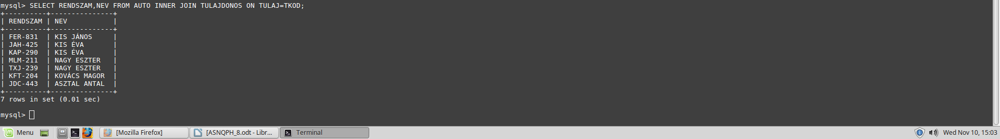 mysql> SELECT RENDSZAM,NEV FROM AUTO INNER JOIN TULAJDONOS ON TULAJ=TKOD;
+----------+---------------+
| RENDSZAM | NEV           |
+----------+---------------+
| FER-831  | KIS JÁNOS     |
| JAH-425  | KIS ÉVA       |
| KAP-290  | KIS ÉVA       |
| MLM-211  | NAGY ESZTER   |
| TXJ-239  | NAGY ESZTER   |
| KFT-204  | KOVÁCS MAGOR  |
| JDC-443  | ASZTAL ANTAL  |
+----------+---------------+
7 rows in set (0.01 sec)
mysql>
Menu [Mozilla Firefox] [ASNQPH_8.odt - Libr... Terminal Wed Nov 10, 15:03